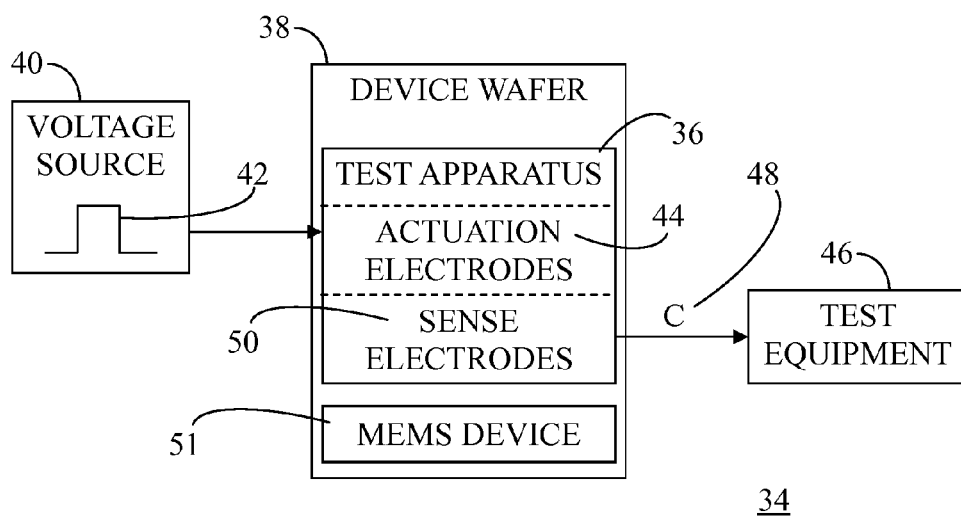 38
40
DEVICE WAFER
VOLTAGE
SOURCE
36
42
TEST APPARATUS
48
ACTUATION
ELECTRODES
44
46
50
SENSE
ELECTRODES
C
TEST
EQUIPMENT
51
MEMS DEVICE
34